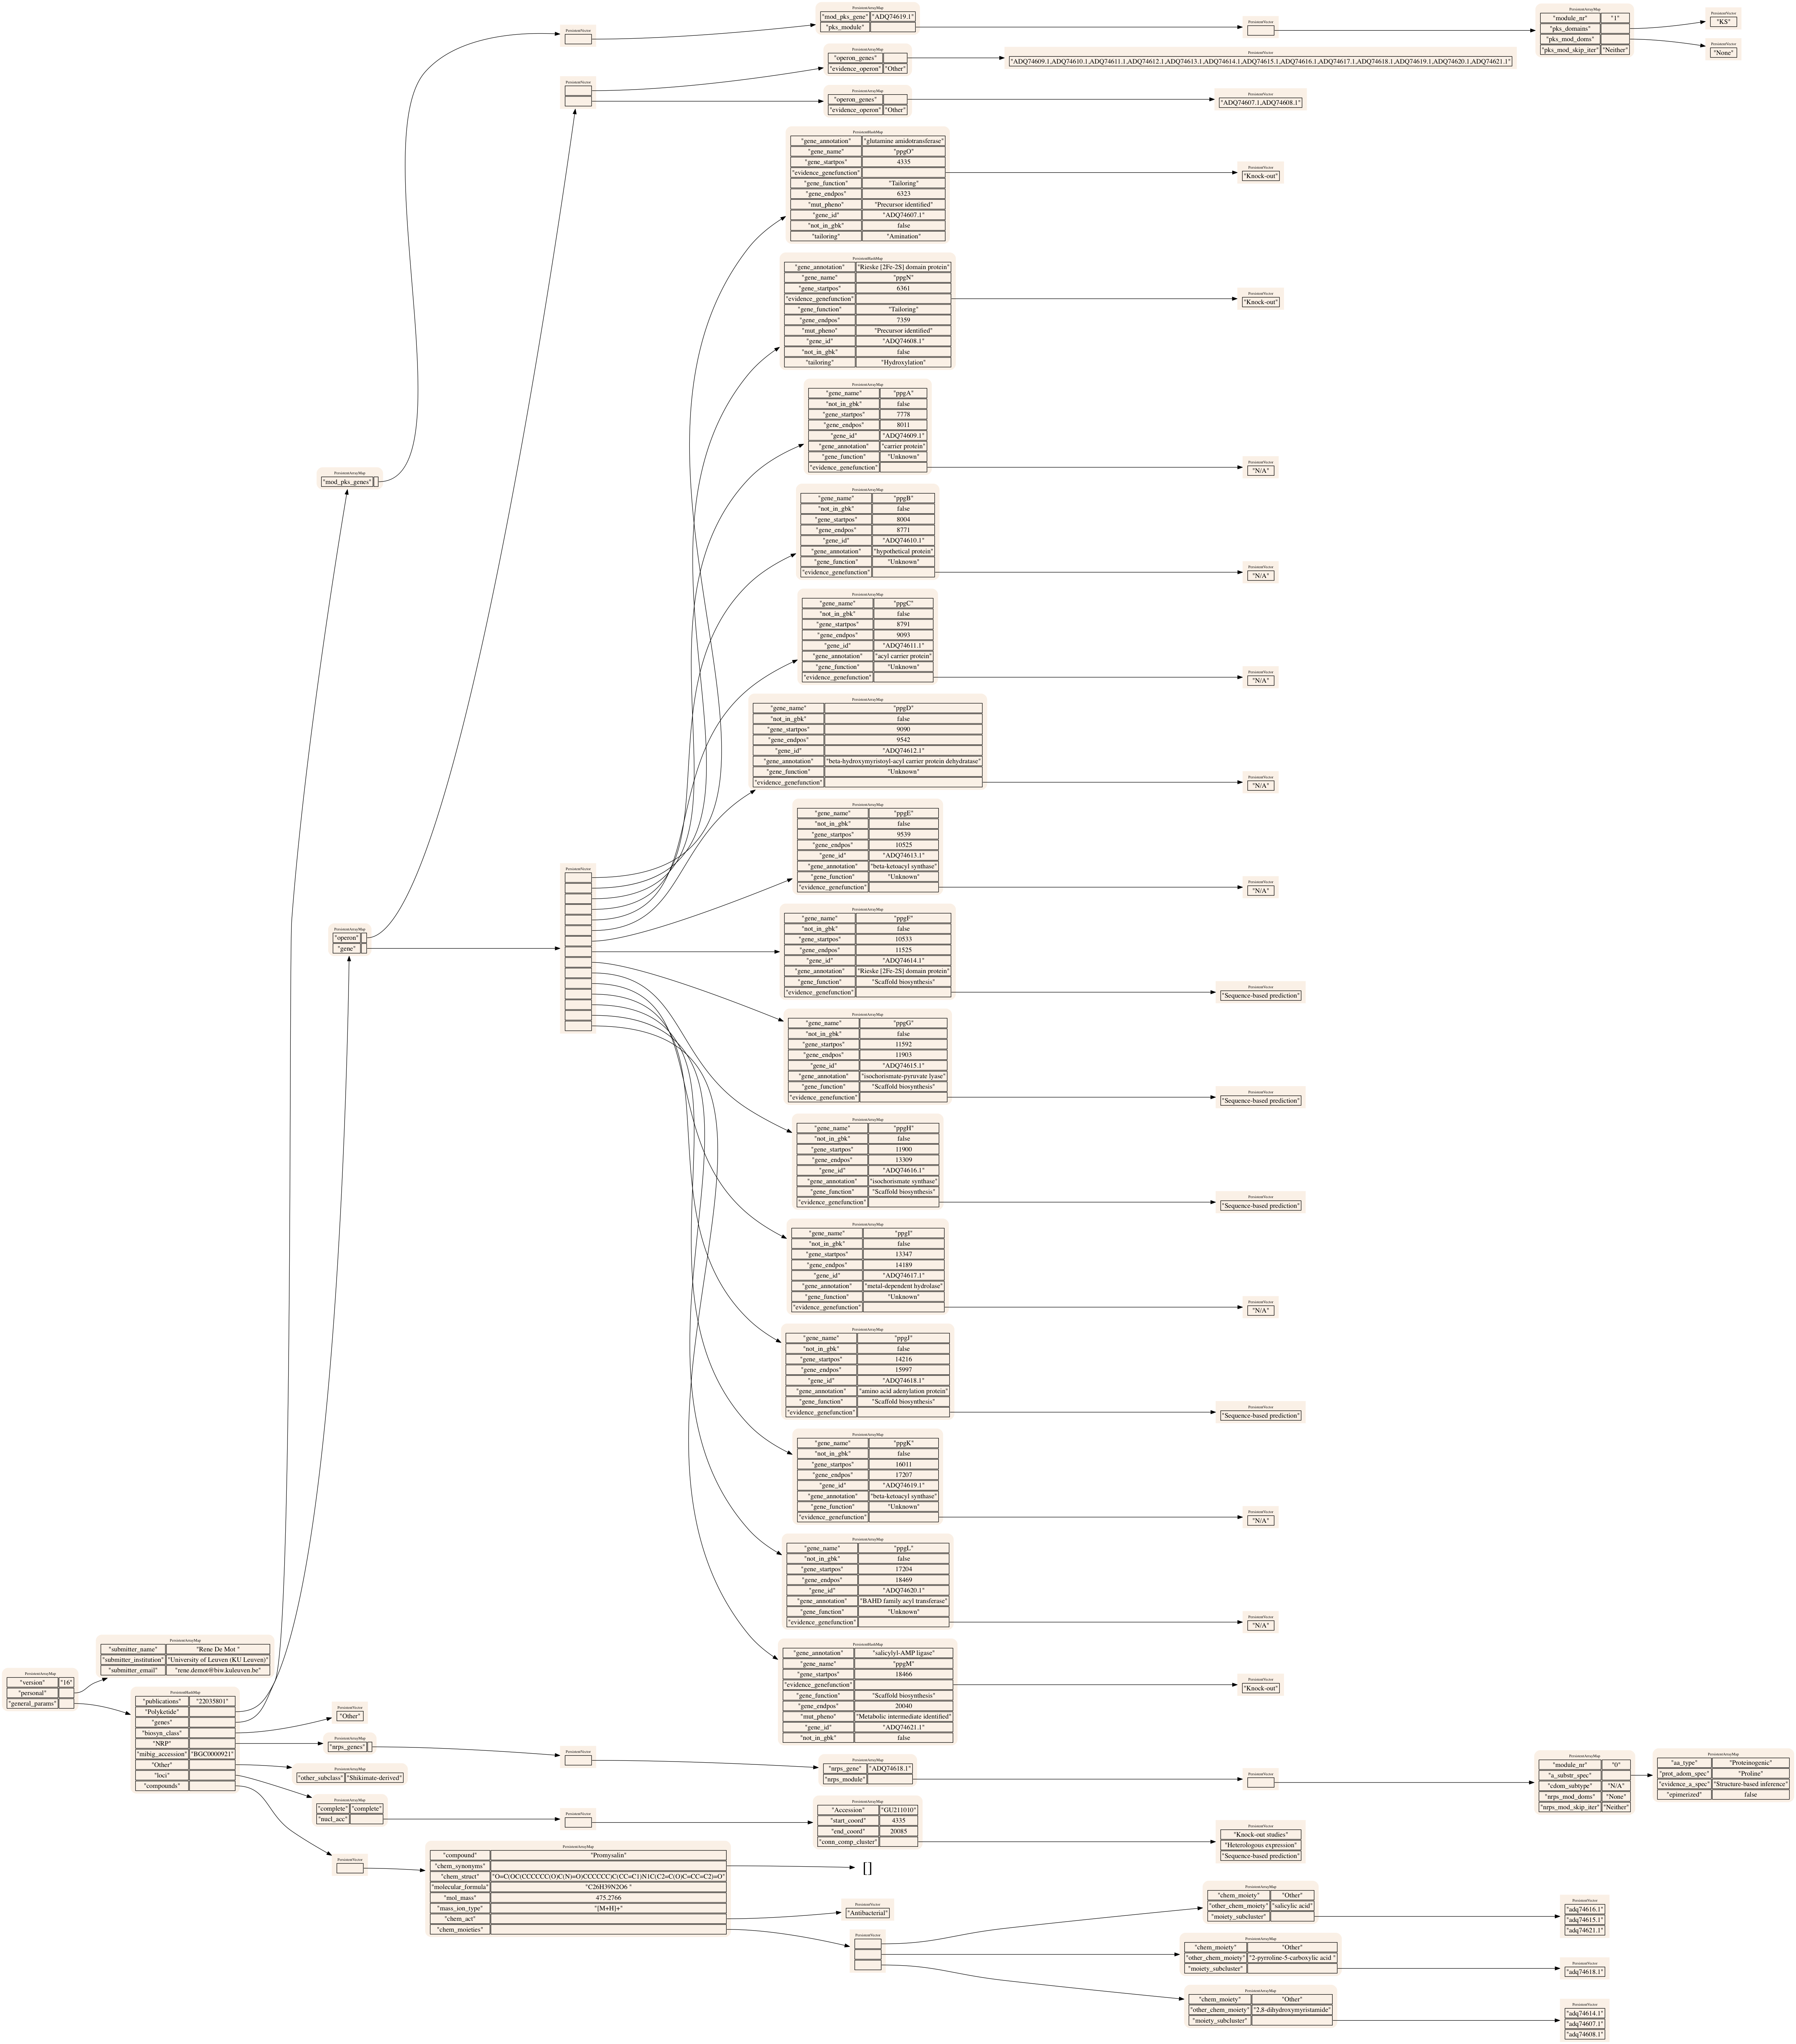 PersistentVector
PersistentArrayMap
"mod_pks_gene" "ADQ74619.1"
"pks_module"
PersistentVector
PersistentArrayMap
"module_nr" "1"
"pks_domains"
"pks_mod_doms"
"pks_mod_skip_iter" "Neither"
PersistentVector
"KS"
PersistentVector
"None"
PersistentVector
PersistentArrayMap
"operon_genes"
"evidence_operon" "Other"
PersistentVector
"ADQ74609.1,ADQ74610.1,ADQ74611.1,ADQ74612.1,ADQ74613.1,ADQ74614.1,ADQ74615.1,ADQ74616.1,ADQ74617.1,ADQ74618.1,ADQ74619.1,ADQ74620.1,ADQ74621.1"
PersistentArrayMap
"operon_genes"
"evidence_operon" "Other"
PersistentVector
"ADQ74607.1,ADQ74608.1"
PersistentHashMap
"gene_annotation" "glutamine amidotransferase"
"gene_name" "ppgO"
"gene_startpos" 4335
"evidence_genefunction"
"gene_function" "Tailoring"
"gene_endpos" 6323
"mut_pheno" "Precursor identified"
"gene_id" "ADQ74607.1"
"not_in_gbk" false
"tailoring" "Amination"
PersistentVector
"Knock-out"
PersistentHashMap
"gene_annotation" "Rieske [2Fe-2S] domain protein"
"gene_name" "ppgN"
"gene_startpos" 6361
"evidence_genefunction"
"gene_function" "Tailoring"
"gene_endpos" 7359
"mut_pheno" "Precursor identified"
"gene_id" "ADQ74608.1"
"not_in_gbk" false
"tailoring" "Hydroxylation"
PersistentVector
"Knock-out"
PersistentArrayMap
"gene_name" "ppgA"
"not_in_gbk" false
"gene_startpos" 7778
"gene_endpos" 8011
"gene_id" "ADQ74609.1"
"gene_annotation" "carrier protein"
"gene_function" "Unknown"
"evidence_genefunction"
PersistentVector
"N/A"
PersistentArrayMap
"mod_pks_genes"
PersistentArrayMap
"gene_name" "ppgB"
"not_in_gbk" false
"gene_startpos" 8004
"gene_endpos" 8771
"gene_id" "ADQ74610.1"
"gene_annotation" "hypothetical protein"
"gene_function" "Unknown"
"evidence_genefunction"
PersistentVector
"N/A"
PersistentArrayMap
"gene_name" "ppgC"
"not_in_gbk" false
"gene_startpos" 8791
"gene_endpos" 9093
"gene_id" "ADQ74611.1"
"gene_annotation" "acyl carrier protein"
"gene_function" "Unknown"
"evidence_genefunction"
PersistentVector
"N/A"
PersistentArrayMap
"gene_name" "ppgD"
"not_in_gbk" false
"gene_startpos" 9090
"gene_endpos" 9542
"gene_id" "ADQ74612.1"
"gene_annotation" "beta-hydroxymyristoyl-acyl carrier protein dehydratase"
"gene_function" "Unknown"
"evidence_genefunction"
PersistentVector
"N/A"
PersistentArrayMap
"gene_name" "ppgE"
"not_in_gbk" false
"gene_startpos" 9539
"gene_endpos" 10525
"gene_id" "ADQ74613.1"
"gene_annotation" "beta-ketoacyl synthase"
"gene_function" "Unknown"
"evidence_genefunction"
PersistentVector
"N/A"
PersistentVector
PersistentArrayMap
"operon"
"gene"
PersistentArrayMap
"gene_name" "ppgF"
"not_in_gbk" false
"gene_startpos" 10533
"gene_endpos" 11525
"gene_id" "ADQ74614.1"
"gene_annotation" "Rieske [2Fe-2S] domain protein"
"gene_function" "Scaffold biosynthesis"
"evidence_genefunction"
PersistentVector
"Sequence-based prediction"
PersistentArrayMap
"gene_name" "ppgG"
"not_in_gbk" false
"gene_startpos" 11592
"gene_endpos" 11903
"gene_id" "ADQ74615.1"
"gene_annotation" "isochorismate-pyruvate lyase"
"gene_function" "Scaffold biosynthesis"
"evidence_genefunction"
PersistentVector
"Sequence-based prediction"
PersistentArrayMap
"gene_name" "ppgH"
"not_in_gbk" false
"gene_startpos" 11900
"gene_endpos" 13309
"gene_id" "ADQ74616.1"
"gene_annotation" "isochorismate synthase"
"gene_function" "Scaffold biosynthesis"
"evidence_genefunction"
PersistentVector
"Sequence-based prediction"
PersistentArrayMap
"gene_name" "ppgI"
"not_in_gbk" false
"gene_startpos" 13347
"gene_endpos" 14189
"gene_id" "ADQ74617.1"
"gene_annotation" "metal-dependent hydrolase"
"gene_function" "Unknown"
"evidence_genefunction"
PersistentVector
"N/A"
PersistentArrayMap
"gene_name" "ppgJ"
"not_in_gbk" false
"gene_startpos" 14216
"gene_endpos" 15997
"gene_id" "ADQ74618.1"
"gene_annotation" "amino acid adenylation protein"
"gene_function" "Scaffold biosynthesis"
"evidence_genefunction"
PersistentVector
"Sequence-based prediction"
PersistentArrayMap
"gene_name" "ppgK"
"not_in_gbk" false
"gene_startpos" 16011
"gene_endpos" 17207
"gene_id" "ADQ74619.1"
"gene_annotation" "beta-ketoacyl synthase"
"gene_function" "Unknown"
"evidence_genefunction"
PersistentVector
"N/A"
PersistentArrayMap
"gene_name" "ppgL"
"not_in_gbk" false
"gene_startpos" 17204
"gene_endpos" 18469
"gene_id" "ADQ74620.1"
"gene_annotation" "BAHD family acyl transferase"
"gene_function" "Unknown"
"evidence_genefunction"
PersistentVector
"N/A"
PersistentHashMap
"gene_annotation" "salicylyl-AMP ligase"
"gene_name" "ppgM"
"gene_startpos" 18466
"evidence_genefunction"
"gene_function" "Scaffold biosynthesis"
"gene_endpos" 20040
"mut_pheno" "Metabolic intermediate identified"
"gene_id" "ADQ74621.1"
"not_in_gbk" false
PersistentVector
"Knock-out"
PersistentArrayMap
"submitter_name" "Rene De Mot "
"submitter_institution" "University of Leuven (KU Leuven)"
"submitter_email" "rene.demot@biw.kuleuven.be"
PersistentArrayMap
"version" "16"
"personal"
"general_params"
PersistentHashMap
"publications" "22035801"
"Polyketide"
"genes"
"biosyn_class"
"NRP"
"mibig_accession" "BGC0000921"
"Other"
"loci"
"compounds"
PersistentVector
"Other"
PersistentArrayMap
"nrps_genes"
PersistentVector
PersistentArrayMap
"nrps_gene" "ADQ74618.1"
"nrps_module"
PersistentVector
PersistentArrayMap
"module_nr" "0"
"a_substr_spec"
"cdom_subtype" "N/A"
"nrps_mod_doms" "None"
"nrps_mod_skip_iter" "Neither"
PersistentArrayMap
"aa_type" "Proteinogenic"
"prot_adom_spec" "Proline"
"evidence_a_spec" "Structure-based inference"
"epimerized" false
PersistentArrayMap
"other_subclass" "Shikimate-derived"
PersistentArrayMap
"complete" "complete"
"nucl_acc"
PersistentVector
PersistentArrayMap
"Accession" "GU211010"
"start_coord" 4335
"end_coord" 20085
"conn_comp_cluster"
PersistentVector
"Knock-out studies"
"Heterologous expression"
"Sequence-based prediction"
PersistentVector
PersistentArrayMap
"compound" "Promysalin"
"chem_synonyms"
"chem_struct" "O=C(OC(CCCCCC(O)C(N)=O)CCCCCC)C(CC=C1)N1C(C2=C(O)C=CC=C2)=O"
"molecular_formula" "C26H39N2O6 "
"mol_mass" 475.2766
"mass_ion_type" "[M+H]+"
"chem_act"
"chem_moieties"
[]
PersistentVector
"Antibacterial"
PersistentVector
PersistentArrayMap
"chem_moiety" "Other"
"other_chem_moiety" "salicylic acid"
"moiety_subcluster"
PersistentVector
"adq74616.1"
"adq74615.1"
"adq74621.1"
PersistentArrayMap
"chem_moiety" "Other"
"other_chem_moiety" "2-pyrroline-5-carboxylic acid "
"moiety_subcluster"
PersistentVector
"adq74618.1"
PersistentArrayMap
"chem_moiety" "Other"
"other_chem_moiety" "2,8-dihydroxymyristamide"
"moiety_subcluster"
PersistentVector
"adq74614.1"
"adq74607.1"
"adq74608.1"